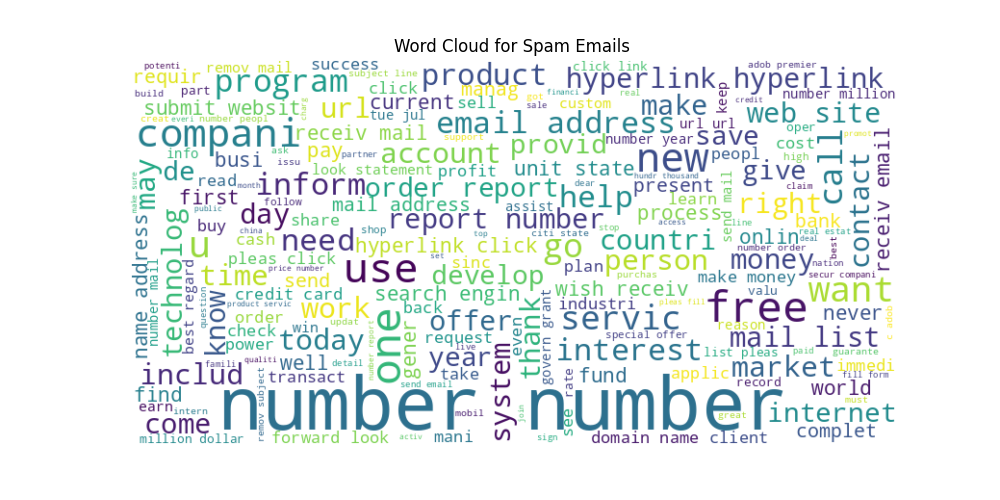 Word Cloud for Spam Emails
potenti
remov mail
success
subject line
product
click link
adob premier
requir
program
click
manag
got
financi
real
hyperlink hyperlink
number million
build
part
charg
url
current
sell
sale
custom
make
keep
credit
submit websit
tue jul
email address
url url
web site
creat
everi
number peopl
compani
receiv mail
support
provid
number year
save
oper
promot
info
ask
pay
partner
account
new
peopl
cost
call
busi
issu
look statement
profit
unit state
high
give
de
read
month
inform
order report
dear
hundr thousand
present
learn
claim
contact
receiv email
may
first
follow
mail address
assist
help
process
send mail
right
make sure
public
day
share
report number
access
line
bank
buy
china
shop
top
citi state
stop
real estat
deal
best
name address
technolog
u
cash
need
hyperlink click
go
countri
onlin
number order
nation
pleas click
sinc
person
money
secur compani
number mail
time
price number
use
set
develop
plan
purchas
make money
send
wish receiv
valu
want
best regard
question
product servic
credit card
search engin
industri
free
pleas fill
know
order
work
back
offer
servic
reason
never
c adob
check
win
updat
one
gener
request
thank
even
govern grant
special offer
mail list
power
today
year
live
interest
list pleas
paid
guarante
qualiti
includ
famili
well
detail
number report
take
system
fund
applic
market
immedi
find
transact
send email
rate
record
world
fill form
number number
must
earn
intern
remov subject
mobil
join
see
great
internet
come
million dollar
forward look
activ
mani
sign
domain name
client
complet